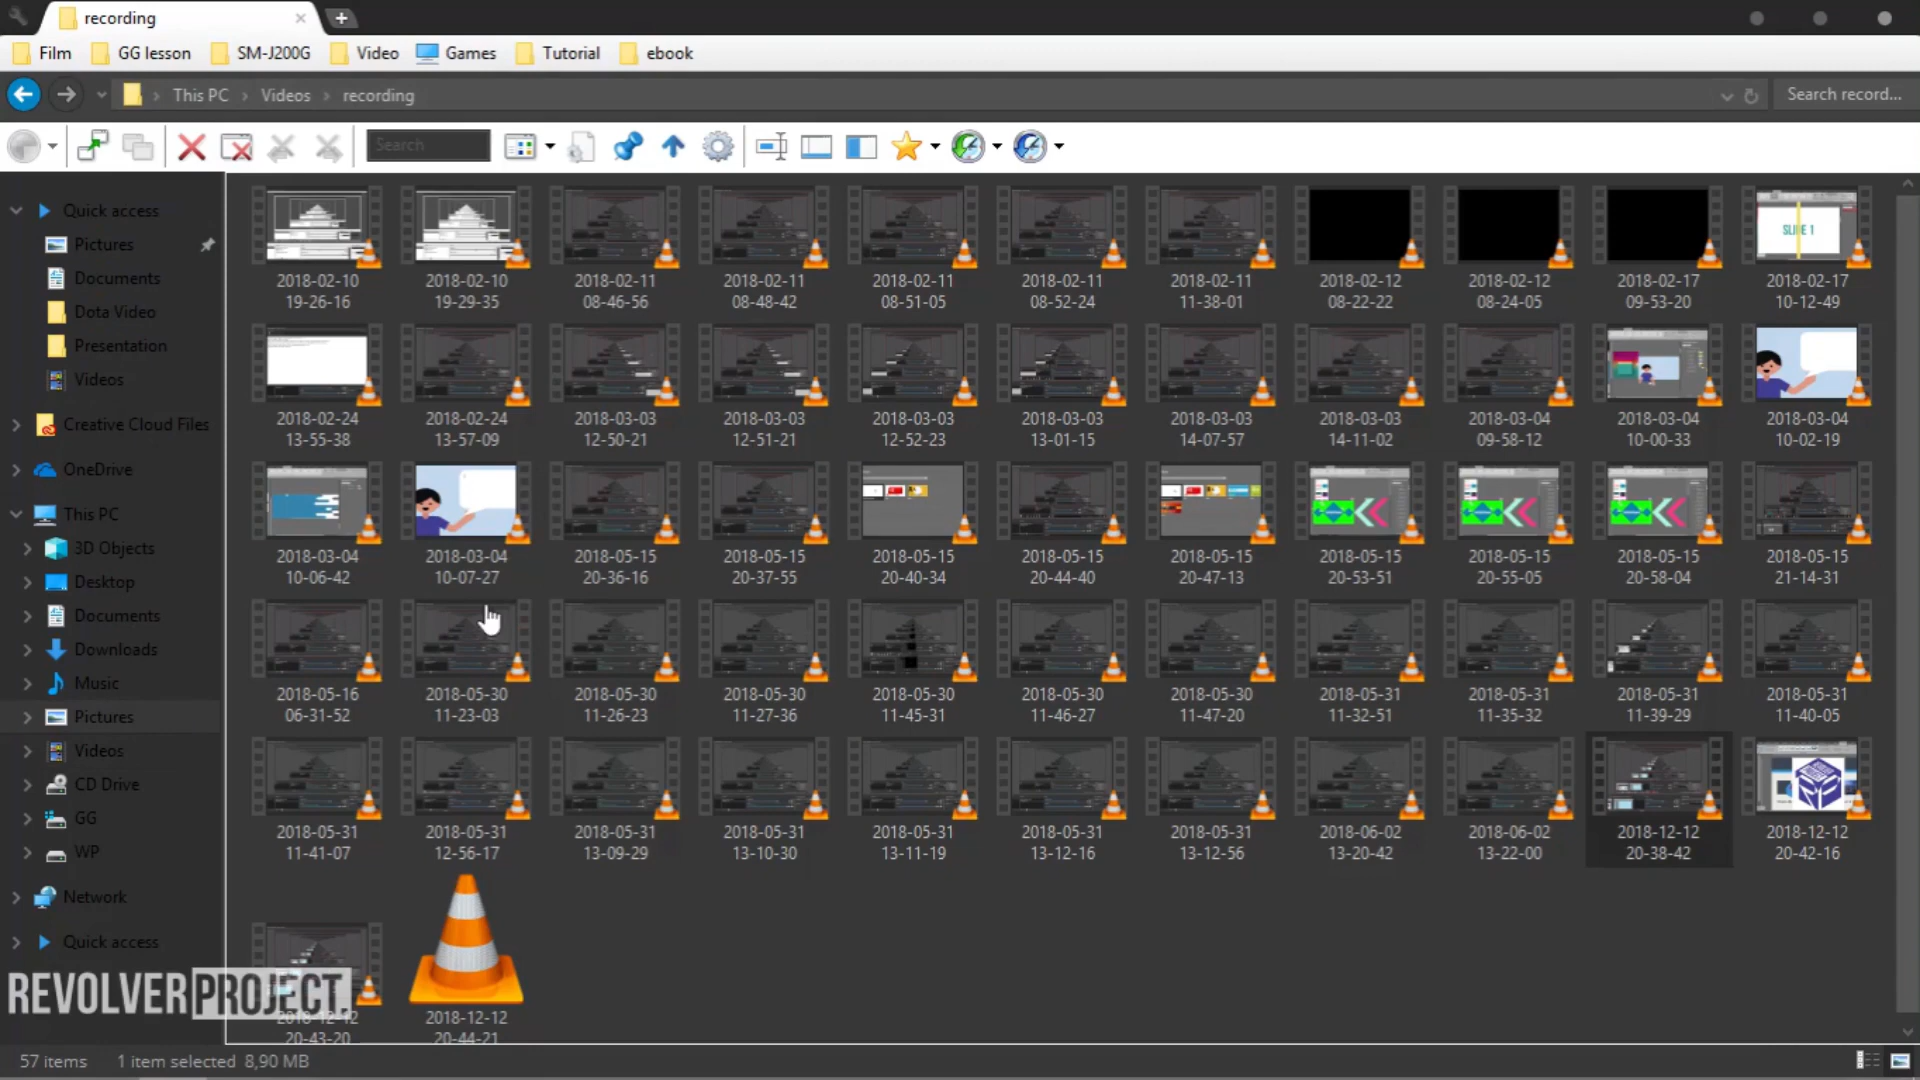 recording
Film GG lesson SM-J200G Video Games Tutorial ebook
This PC Videos recording Search record...
Search
Quick access
Pictures
Documents
Dota Video
Presentation
Videos
Creative Cloud Files
OneDrive
This PC
3D Objects
Desktop
Documents
Downloads
Music
Pictures
Videos
CD Drive
GG
WP
Network
Quick access
2018-02-10 2018-02-10 2018-02-11 2018-02-11 2018-02-11 2018-02-11 2018-02-11 2018-02-12 2018-02-12 2018-02-17 2018-02-17
19-26-16 19-29-35 08-46-56 08-48-42 08-51-05 08-52-24 11-38-01 08-22-22 08-24-05 09-53-20 10-12-49
2018-02-24 2018-02-24 2018-03-03 2018-03-03 2018-03-03 2018-03-03 2018-03-03 2018-03-03 2018-03-04 2018-03-04 2018-03-04
13-55-38 13-57-09 12-50-21 12-51-21 12-52-23 13-01-15 14-07-57 14-11-02 09-58-12 10-00-33 10-02-19
2018-03-04 2018-03-04 2018-05-15 2018-05-15 2018-05-15 2018-05-15 2018-05-15 2018-05-15 2018-05-15 2018-05-15 2018-05-15
10-06-42 10-07-27 20-36-16 20-37-55 20-40-34 20-44-40 20-47-13 20-53-51 20-55-05 20-58-04 21-14-31
2018-05-16 2018-05-30 2018-05-30 2018-05-30 2018-05-30 2018-05-30 2018-05-30 2018-05-31 2018-05-31 2018-05-31 2018-05-31
06-31-52 11-23-03 11-26-23 11-27-36 11-45-31 11-46-27 11-47-20 11-32-51 11-35-32 11-39-29 11-40-05
2018-05-31 2018-05-31 2018-05-31 2018-05-31 2018-05-31 2018-05-31 2018-05-31 2018-06-02 2018-06-02 2018-12-12 2018-12-12
11-41-07 12-56-17 13-09-29 13-10-30 13-11-19 13-12-16 13-12-56 13-20-42 13-22-00 20-38-42 20-42-16
2018-12-12 2018-12-12
20-43-20 20-44-21
REVOLVERPROJECT.
57 items 1 item selected 8,90 MB